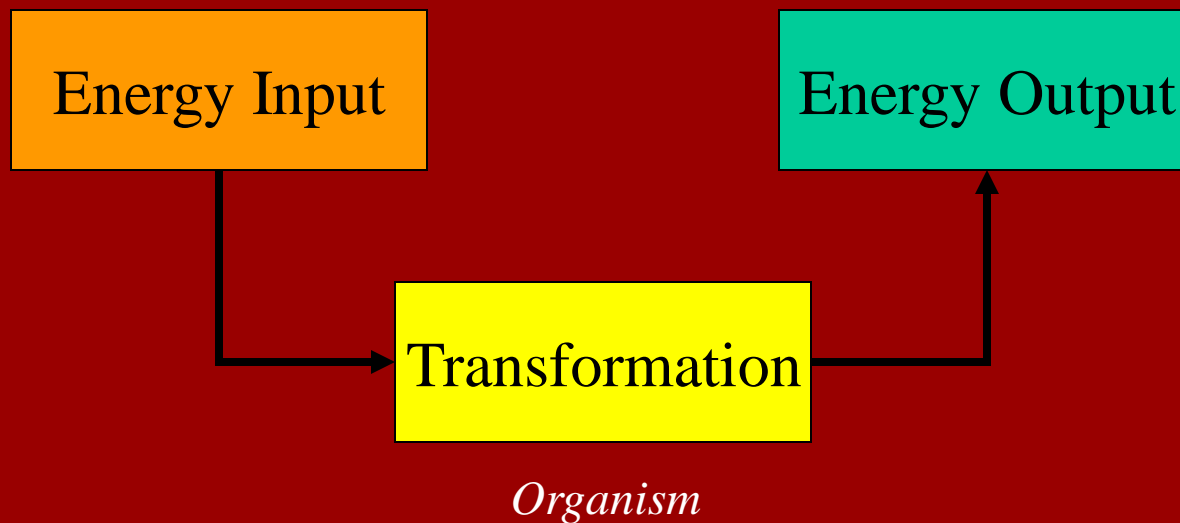 Energy Input
Energy Output
Transformation
Organism